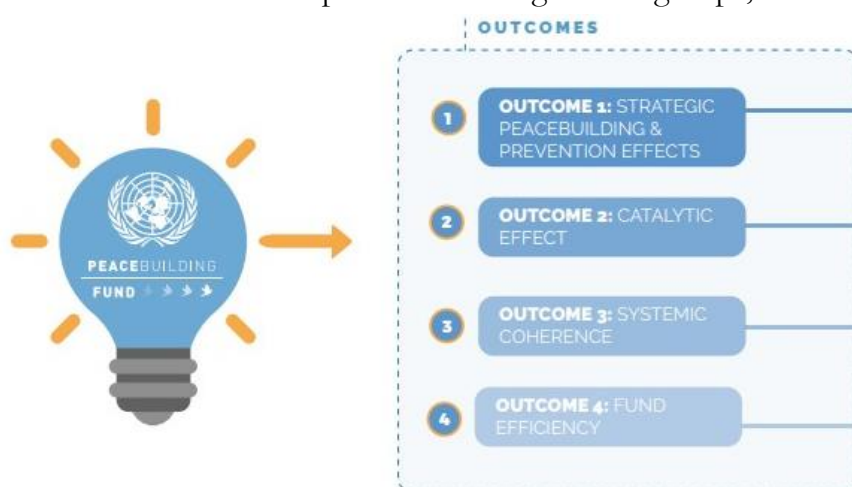 OUTCOMES
PEACEBUILDING
FUND
1
OUTCOME 1: STRATEGIC
PEACEBUILDING &
PREVENTION EFFECTS
2
OUTCOME 2: CATALYTIC
EFFECT
3
OUTCOME 3: SYSTEMIC
COHERENCE
4
OUTCOME 4: FUND
EFFICIENCY